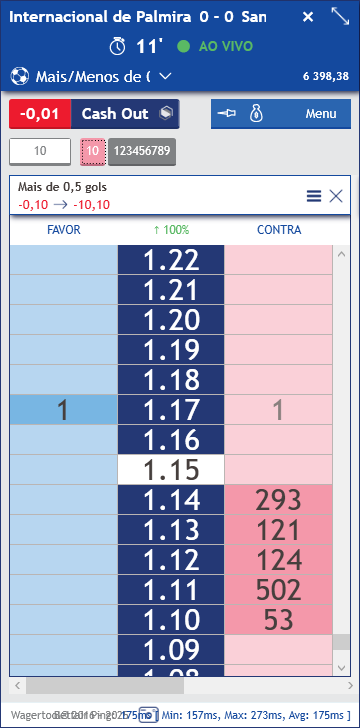 Internacional de Palmira 0 - 0 San
11' AO VIVO
Mais/Menos de 0 6 398,38
-0,01 Cash Out Menu
10 10 123456789
Mais de 0,5 gols
-0,10 → -10,10
FAVOR ↑ 100% CONTRA
1.22
1.21
1.20
1.19
1.18
1 1.17 1
1.16
1.15
1.14 293
1.13 121
1.12 124
1.11 502
1.10 53
1.09
1.08
175ms Min: 157ms, Max: 273ms, Avg: 175ms ]